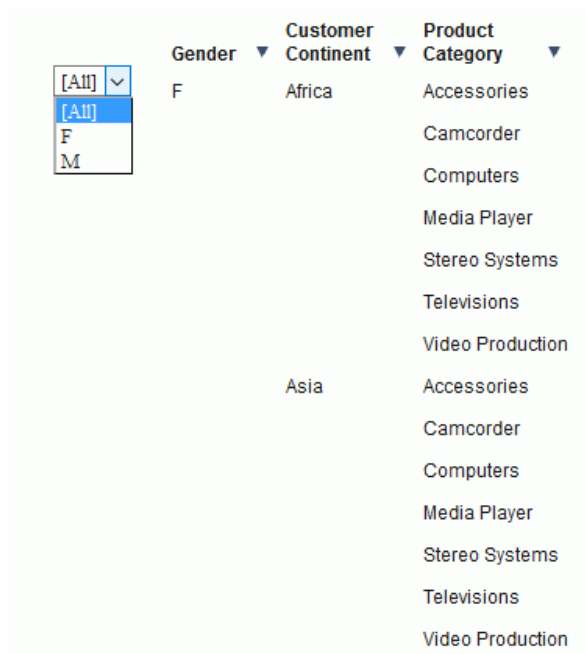 Customer Product
Gender ▼ Continent ▼ Category ▼
[All] F Africa Accessories
[All]
F Camcorder
M
Computers
Media Player
Stereo Systems
Televisions
Video Production
Asia Accessories
Camcorder
Computers
Media Player
Stereo Systems
Televisions
Video Production